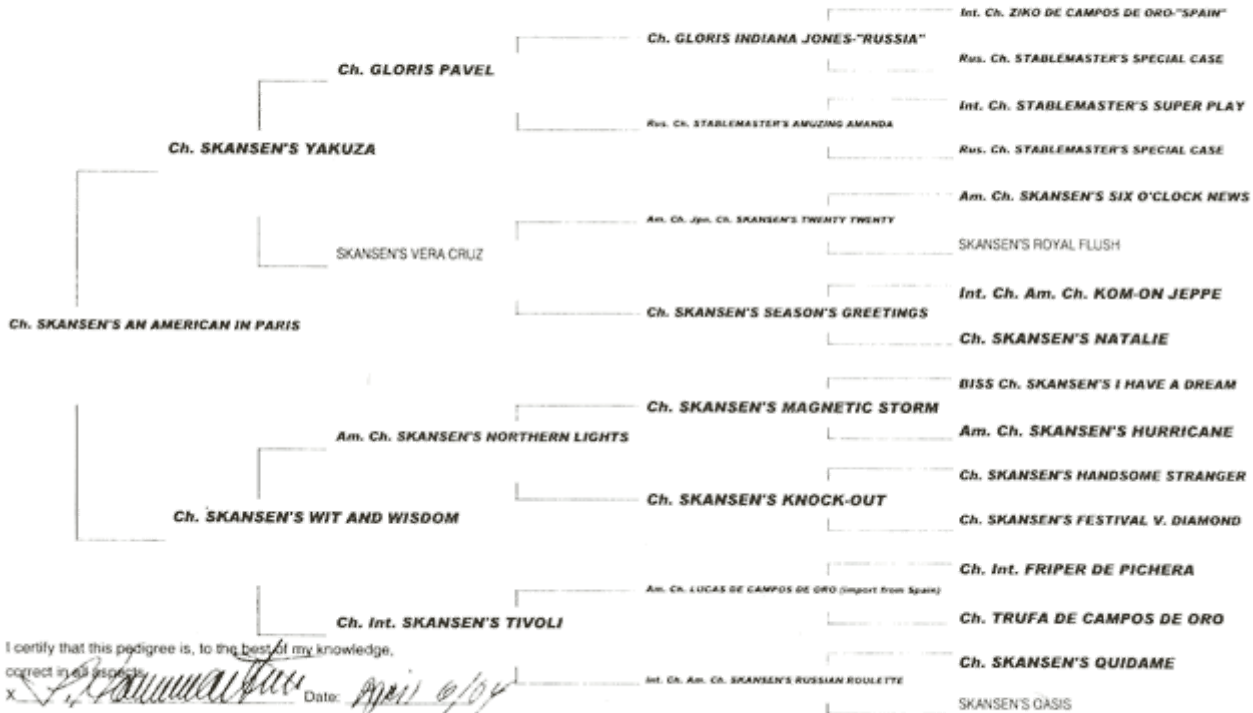 Int. Ch. ZIKO DE CAMPOS DE ORO-"SPAIN"
Ch. GLORIS INDIANA JONES-"RUSSIA"
Rus. Ch. STABLEMASTER'S SPECIAL CASE
Ch. GLORIS PAVEL
Int. Ch. STABLEMASTER'S SUPER PLAY
Rus. Ch. STABLEMASTER'S AMUZING AMANDA
Ch. SKANSEN'S YAKUZA
Rus. Ch. STABLEMASTER'S SPECIAL CASE
Am. Ch. SKANSEN'S SIX O'CLOCK NEWS
Am. Ch. Jpn. Ch. SKANSEN'S TWENTY TWENTY
SKANSEN'S VERA CRUZ
SKANSEN'S ROYAL FLUSH
Int. Ch. Am. Ch. KOM-ON JEPPE
Ch. SKANSEN'S SEASON'S GREETINGS
Ch. SKANSEN'S AN AMERICAN IN PARIS
Ch. SKANSEN'S NATALIE
BISS Ch. SKANSEN'S I HAVE A DREAM
Ch. SKANSEN'S MAGNETIC STORM
Am. Ch. SKANSEN'S NORTHERN LIGHTS
Am. Ch. SKANSEN'S HURRICANE
Ch. SKANSEN'S HANDSOME STRANGER
Ch. SKANSEN'S KNOCK-OUT
Ch. SKANSEN'S WIT AND WISDOM
Ch. SKANSEN'S FESTIVAL V. DIAMOND
Ch. Int. FRIPER DE PICHERA
Am. Ch. LUCAS DE CAMPOS DE ORO (import from Spain)
Ch. Int. SKANSEN'S TIVOLI
Ch. TRUFA DE CAMPOS DE ORO
I certify that this pedigree is, to the best of my knowledge,
correct in all aspects.
Ch. SKANSEN'S QUIDAME
Int. Ch. Am. Ch. SKANSEN'S RUSSIAN ROULETTE
X Date: April 6/04
SKANSEN'S OASIS